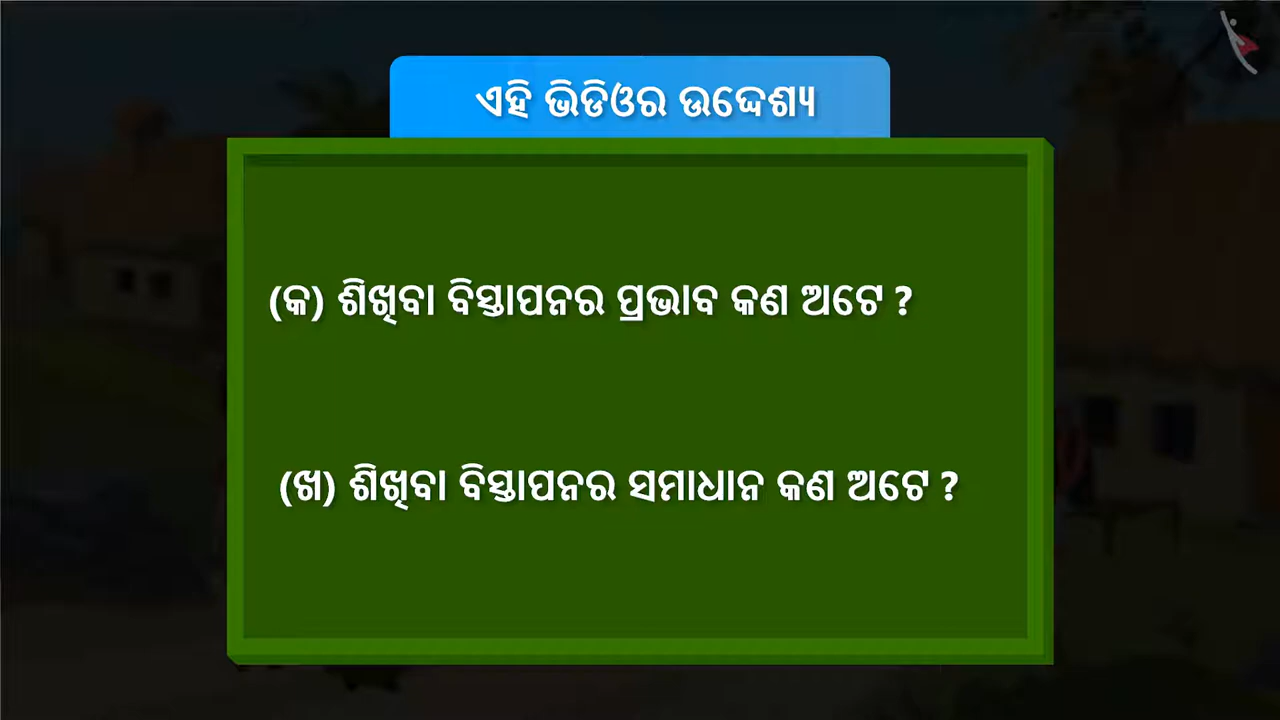 ଏହି ଭିଡିଓର ଉଦ୍ଦେଶ୍ୟ
(କ) ଶିଖିବା ବିସ୍ତାପନର ପ୍ରଭାବ କଣ ଅଟେ ?
(ଖ) ଶିଖିବା ବିସ୍ତାପନର ସମାଧାନ କଣ ଅଟେ ?